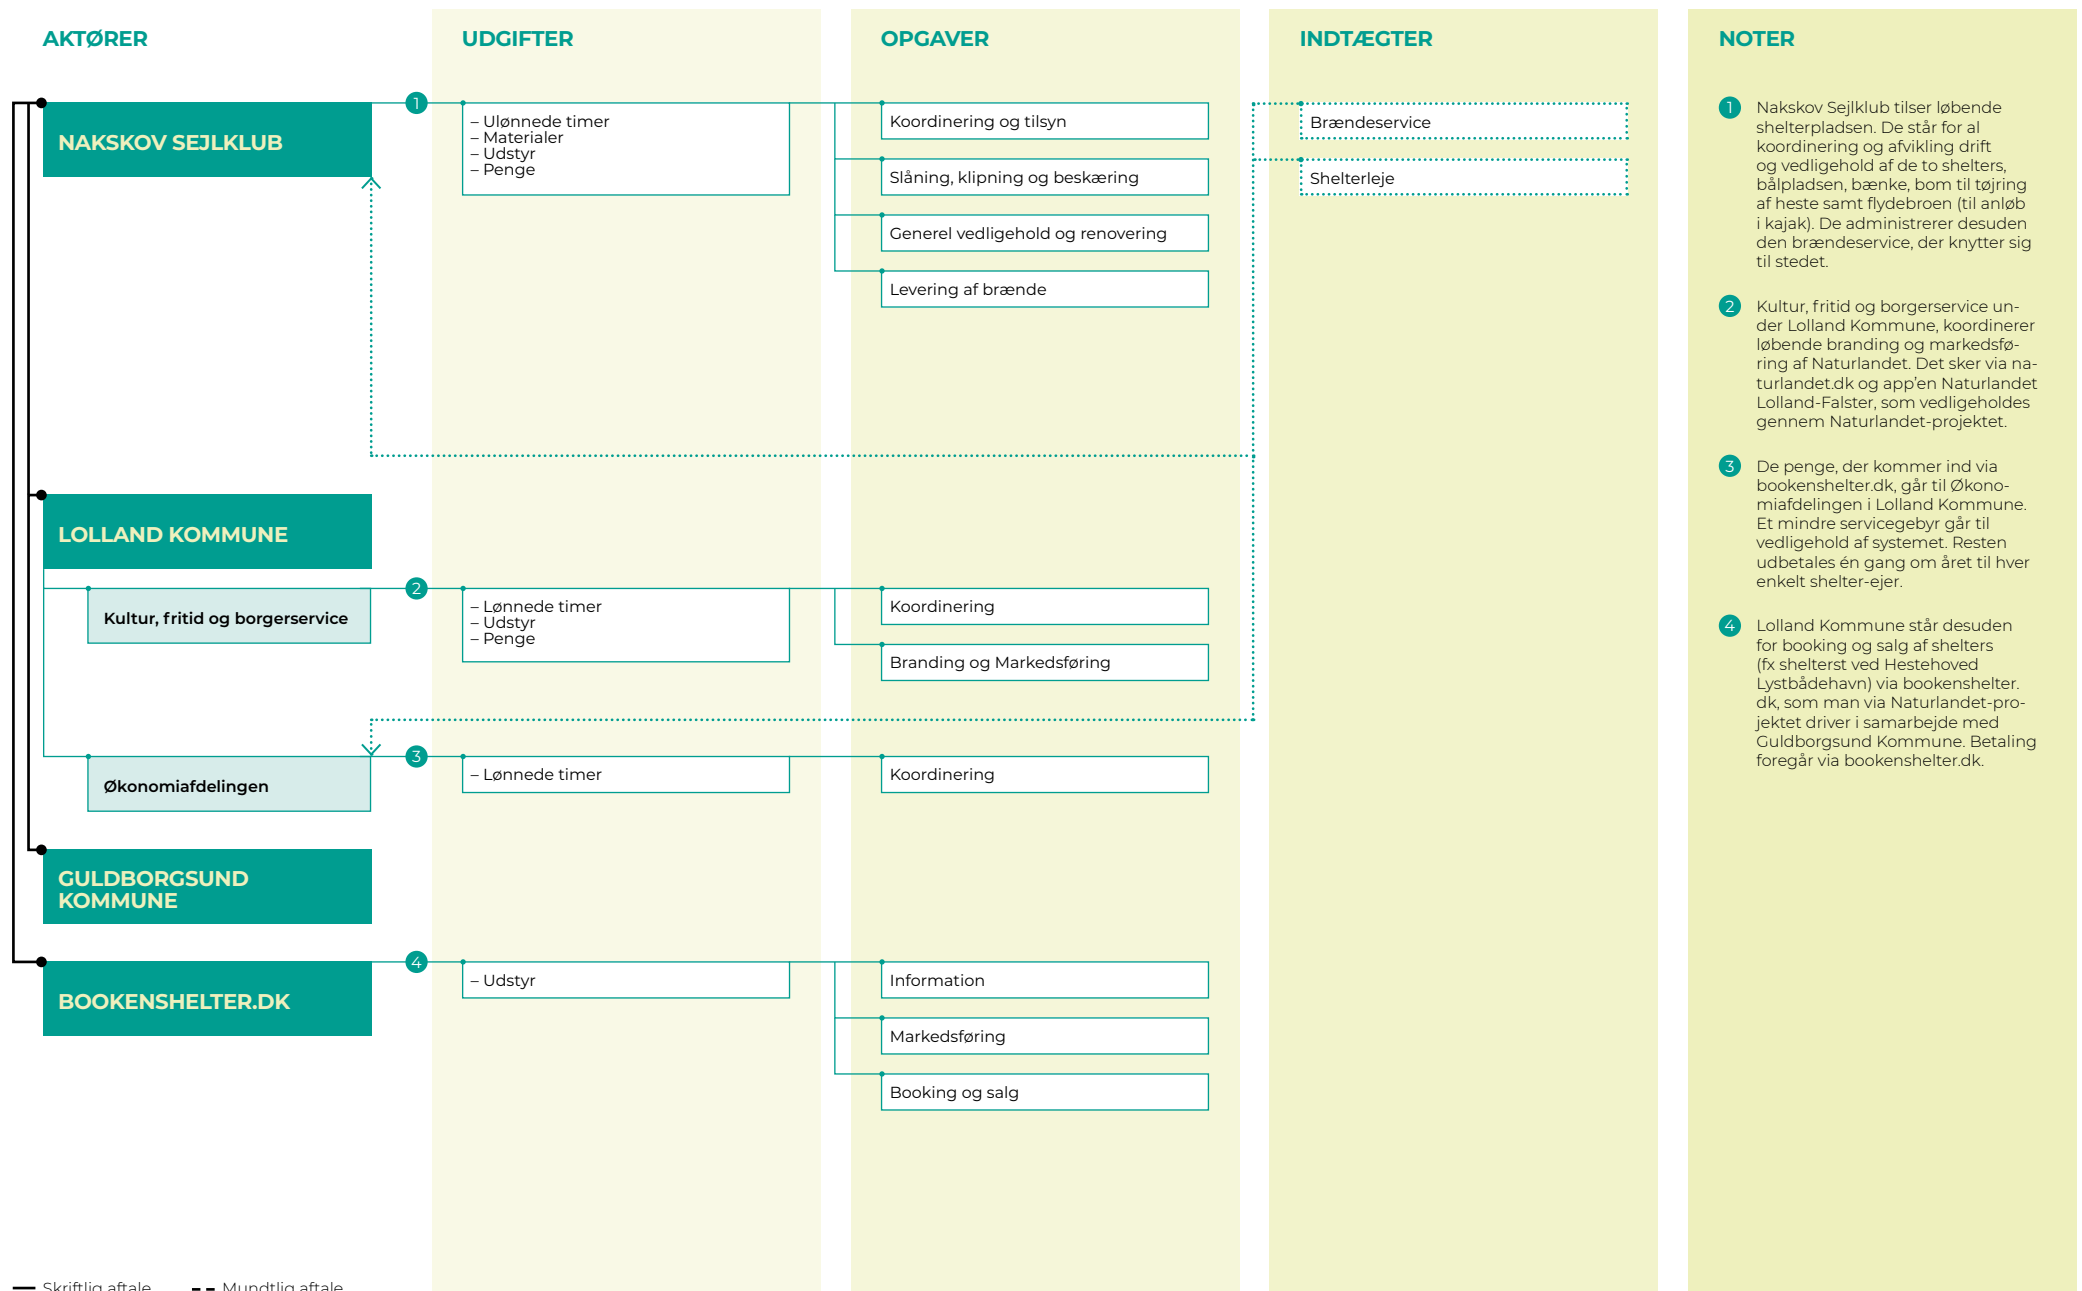 AKTØRER
NAKSKOV SEJLKLUB
LOLLAND KOMMUNE
Kultur, fritid og borgerservice
Økonomiafdelingen
GULDBORGSUND
KOMMUNE
BOOKENSHELTER.DK
Skriftlig aftale
Mundtlig aftale
UDGIFTER
1
– Ulønnede timer
– Materialer
– Udstyr
– Penge
2
– Lønnede timer
– Udstyr
– Penge
3
– Lønnede timer
4
– Udstyr
OPGAVER
Koordinering og tilsyn
Slåning, klipning og beskæring
Generel vedligehold og renovering
Levering af brænde
Koordinering
Branding og Markedsføring
Koordinering
Information
Markedsføring
Booking og salg
INDTÆGTER
Brændeservice
Shelterleje
NOTER
1 Nakskov Sejlklub tilser løbende
shelterpladsen. De står for al
koordinering og afvikling drift
og vedligehold af de to shelters,
bålpladsen, bænke, bom til tøjring
af heste samt flydebroen (til anløb
i kajak). De administrerer desuden
den brændeservice, der knytter sig
til stedet.
2 Kultur, fritid og borgerservice un-
der Lolland Kommune, koordinerer
løbende branding og markedsfø-
ring af Naturlandet. Det sker via na-
turlandet.dk og app’en Naturlandet
Lolland-Falster, som vedligeholdes
gennem Naturlandet-projektet.
3 De penge, der kommer ind via
bookenshelter.dk, går til Økono-
miafdelingen i Lolland Kommune.
Et mindre servicegebyr går til
vedligehold af systemet. Resten
udbetales én gang om året til hver
enkelt shelter-ejer.
4 Lolland Kommune står desuden
for booking og salg af shelters
(fx shelterst ved Hestehoved
Lystbådehavn) via bookenshelter.
dk, som man via Naturlandet-pro-
jektet driver i samarbejde med
Guldborgsund Kommune. Betaling
foregår via bookenshelter.dk.